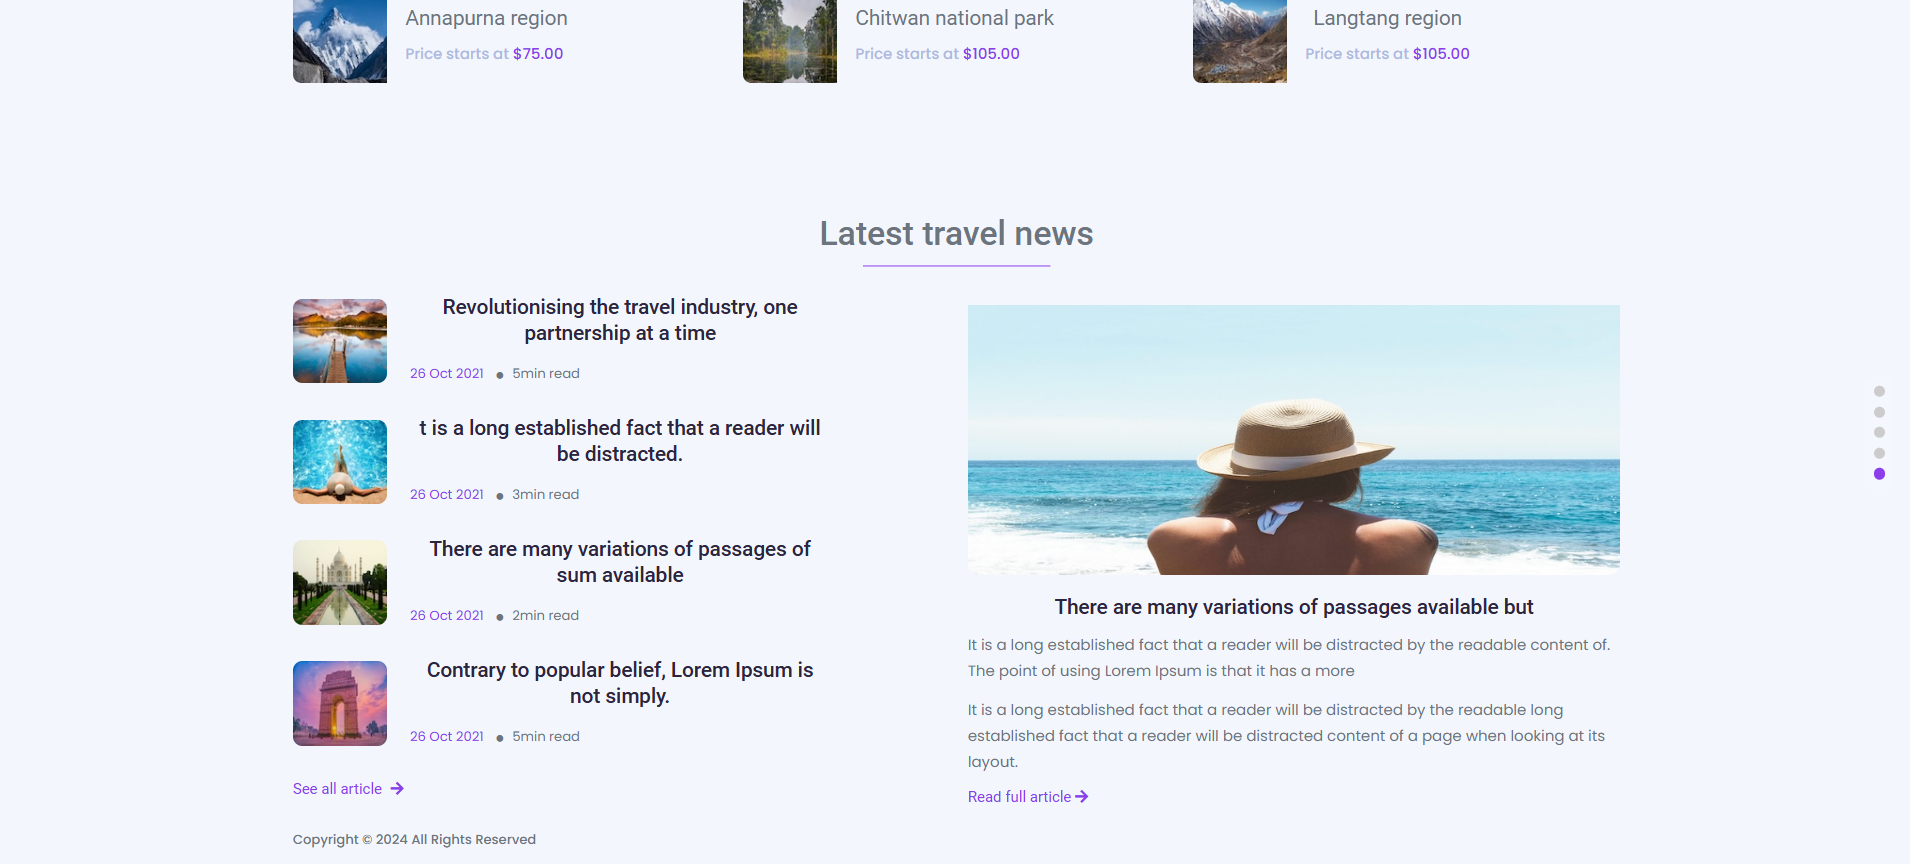 Annapurna region
Price starts at $75.00
Chitwan national park
Price starts at $105.00
Langtang region
Price starts at $105.00
Latest travel news
Revolutionising the travel industry, one
partnership at a time
26 Oct 2021 ● 5min read
t is a long established fact that a reader will
be distracted.
26 Oct 2021 ● 3min read
There are many variations of passages of
sum available
26 Oct 2021 ● 2min read
Contrary to popular belief, Lorem Ipsum is
not simply.
26 Oct 2021 ● 5min read
See all article →
There are many variations of passages available but
It is a long established fact that a reader will be distracted by the readable content of.
The point of using Lorem Ipsum is that it has a more
It is a long established fact that a reader will be distracted by the readable long
established fact that a reader will be distracted content of a page when looking at its
layout.
Read full article →
Copyright © 2024 All Rights Reserved